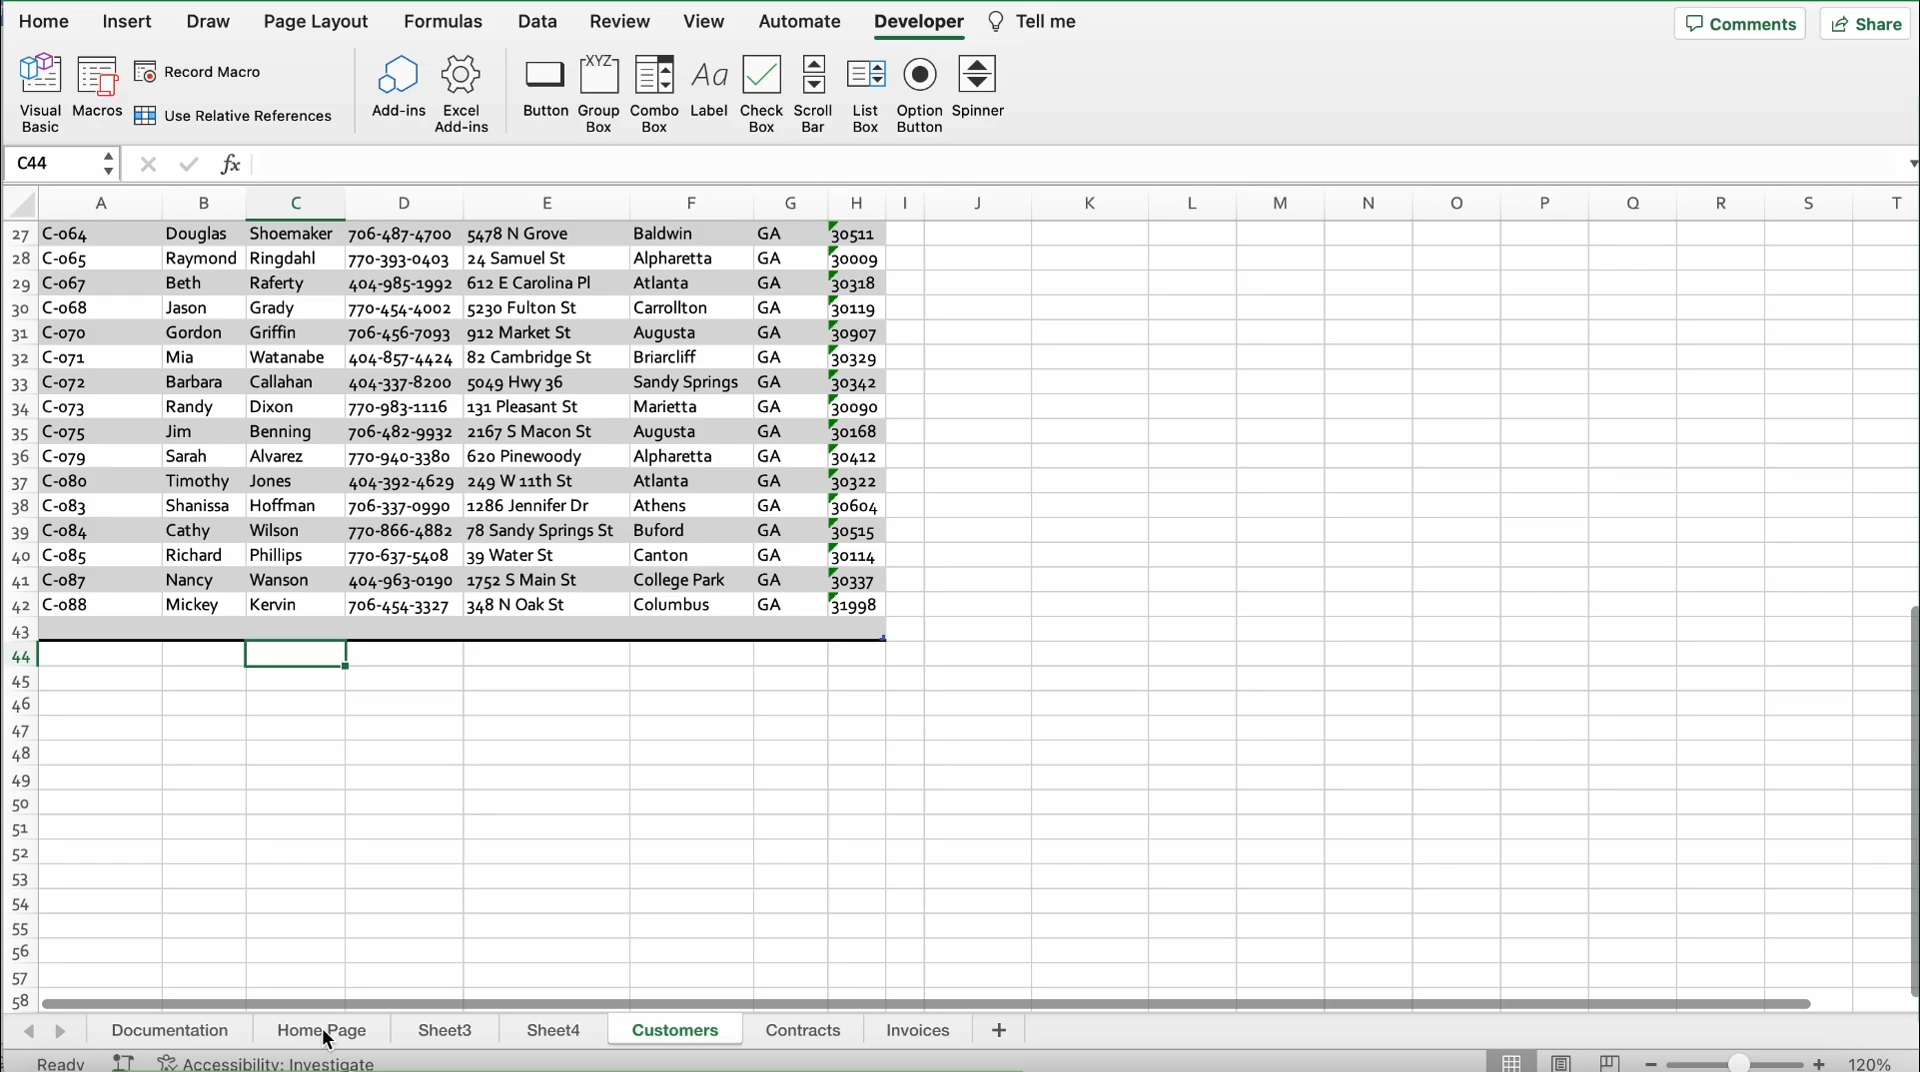 Home Insert Draw Page Layout Formulas Data Review View Automate Developer Tell me Comments Share
Visual Basic Macros Record Macro Use Relative References Add-ins Excel Add-ins XYZ Button Group Box Combo Box Aa Label Check Box Scroll Bar List Box Option Button Spinner
C44 fx
A B C D E F G H I J K L M N O P Q R S T
27 C-064 Douglas Shoemaker 706-487-4700 5478 N Grove Baldwin GA 30511
28 C-065 Raymond Ringdahl 770-393-0403 24 Samuel St Alpharetta GA 30009
29 C-067 Beth Raferty 404-985-1992 612 E Carolina Pl Atlanta GA 30318
30 C-068 Jason Grady 770-454-4002 5230 Fulton St Carrollton GA 30119
31 C-070 Gordon Griffin 706-456-7093 912 Market St Augusta GA 30907
32 C-071 Mia Watanabe 404-857-4424 82 Cambridge St Briarcliff GA 30329
33 C-072 Barbara Callahan 404-337-8200 5049 Hwy 36 Sandy Springs GA 30342
34 C-073 Randy Dixon 770-983-1116 131 Pleasant St Marietta GA 30090
35 C-075 Jim Benning 706-482-9932 2167 S Macon St Augusta GA 30168
36 C-079 Sarah Alvarez 770-940-3380 620 Pinewoody Alpharetta GA 30412
37 C-080 Timothy Jones 404-392-4629 249 W 11th St Atlanta GA 30322
38 C-083 Shanissa Hoffman 706-337-0990 1286 Jennifer Dr Athens GA 30604
39 C-084 Cathy Wilson 770-866-4882 78 Sandy Springs St Buford GA 30515
40 C-085 Richard Phillips 770-637-5408 39 Water St Canton GA 30114
41 C-087 Nancy Wanson 404-963-0190 1752 S Main St College Park GA 30337
42 C-088 Mickey Kervin 706-454-3327 348 N Oak St Columbus GA 31998
43
44
45
46
47
48
49
50
51
52
53
54
55
56
57
58
Documentation Home Page Sheet3 Sheet4 Customers Contracts Invoices +
Ready Accessibility: Investigate 120%